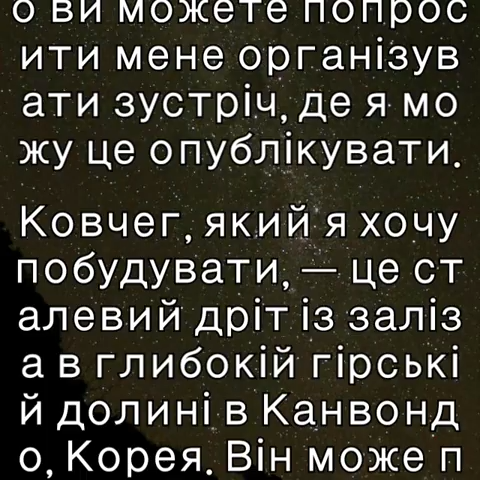 о ви можете попрос
ити мене організув
ати зустріч, де я мо
жу це опублікувати.
Ковчег, який я хочу
побудувати, — це ст
алевий дріт із заліз
а в глибокій гірські
й долині в Канвонд
о, Корея. Він може п